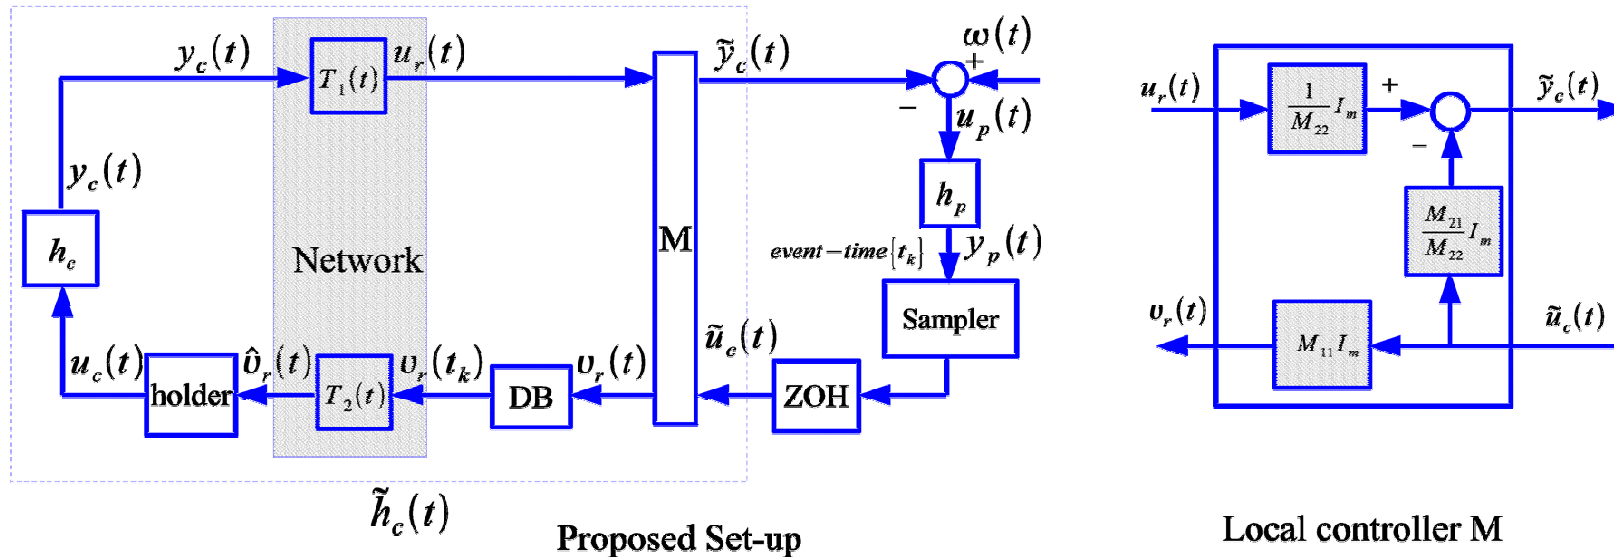 y_c(t)
T_1(t)
u_r(t)
ỹ_c(t)
ω(t)
+
−
u_p(t)
y_c(t)
h_c
Network
M
h_p
event−time{t_k}
y_p(t)
Sampler
ũ_c(t)
u_c(t)
holder
υ̂_r(t)
T_2(t)
υ_r(t_k)
DB
υ_r(t)
ZOH
h̃_c(t)
Proposed Set-up
u_r(t)
1/M_22 I_m
+
−
ỹ_c(t)
M_21/M_22 I_m
υ_r(t)
M_11 I_m
ũ_c(t)
Local controller M